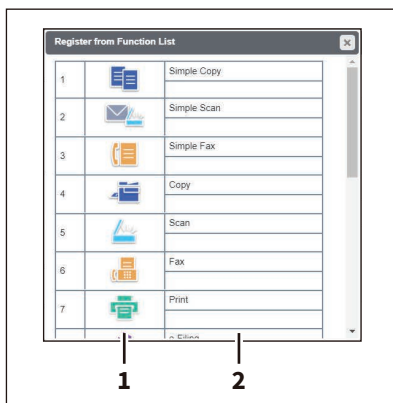 Register from Function List
1 Simple Copy
2 Simple Scan
3 Simple Fax
4 Copy
5 Scan
6 Fax
7 Print
e-Filing
1 2